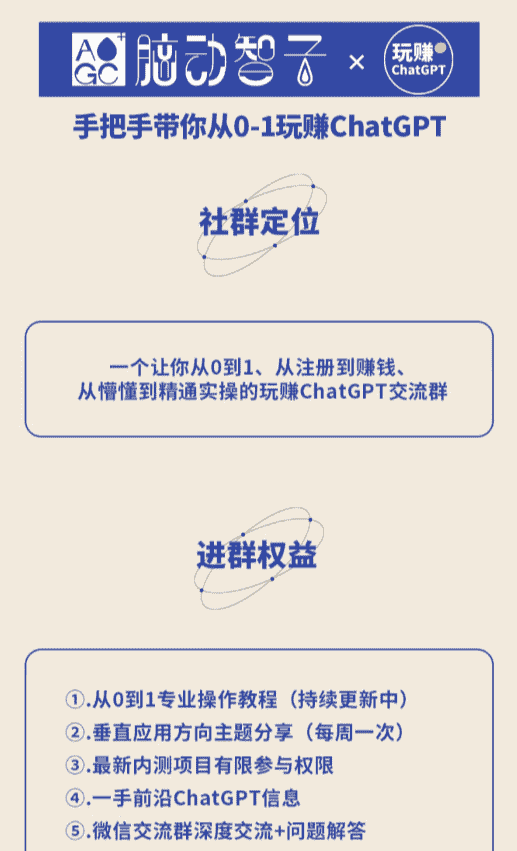 AGC 脑动智子 × 玩赚 ChatGPT
手把手带你从0-1玩赚ChatGPT
社群定位
一个让你从0到1、从注册到赚钱、
从懵懂到精通实操的玩赚ChatGPT交流群
进群权益
①.从0到1专业操作教程（持续更新中）
②.垂直应用方向主题分享（每周一次）
③.最新内测项目有限参与权限
④.一手前沿ChatGPT信息
⑤.微信交流群深度交流+问题解答